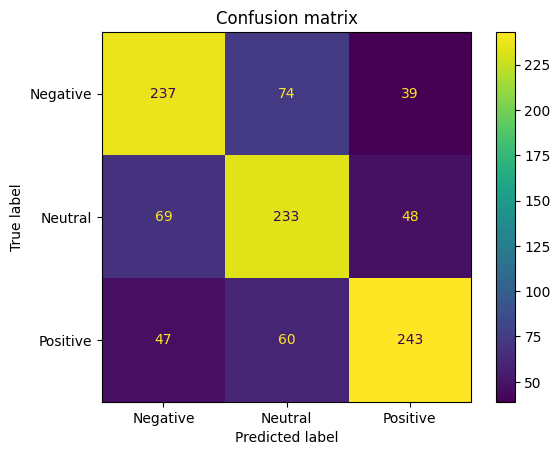 Confusion matrix
True label
Negative 237 74 39
Neutral 69 233 48
Positive 47 60 243
Negative Neutral Positive
Predicted label
225
200
175
150
125
100
75
50